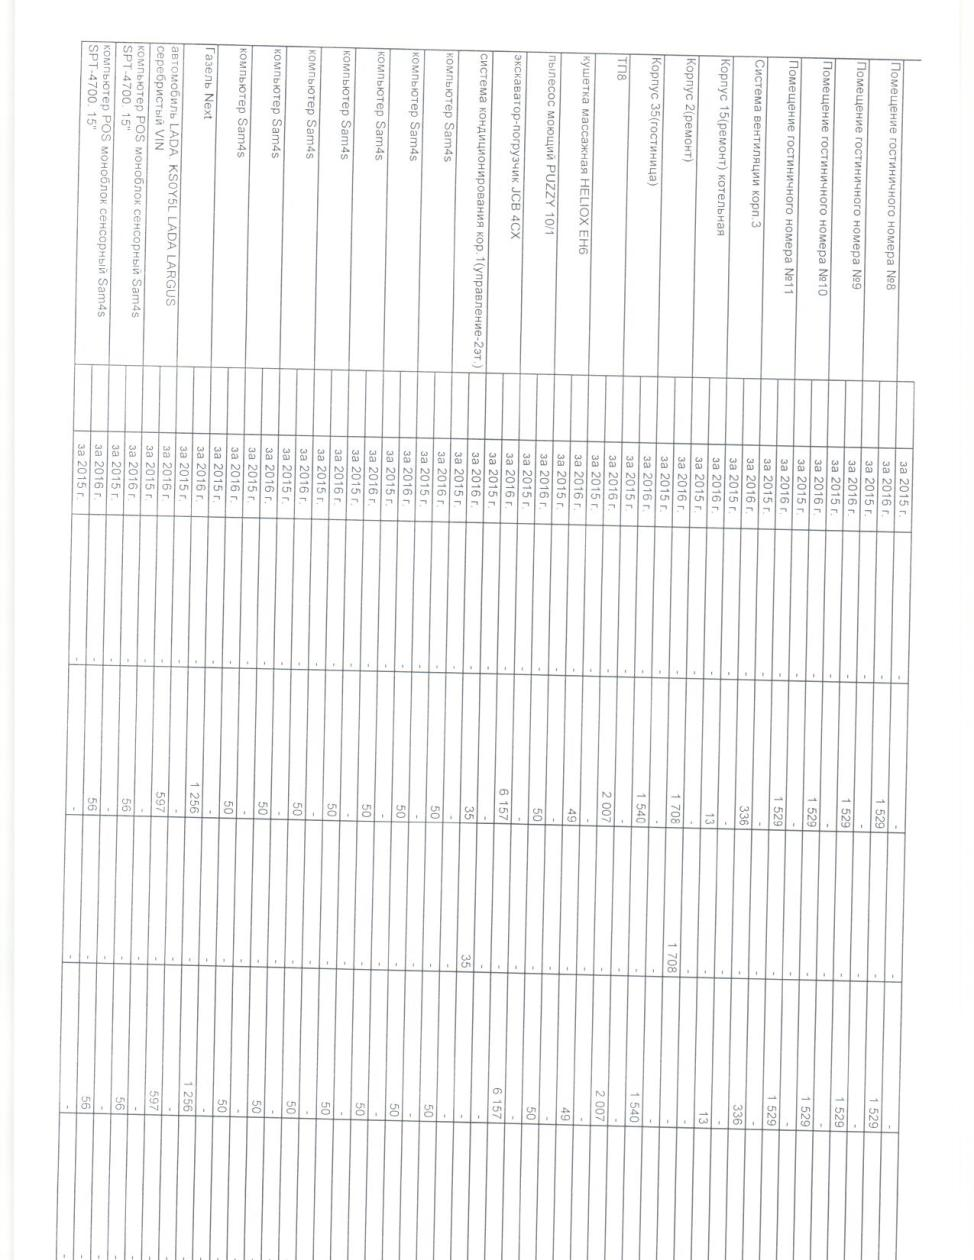 за 2015 г. - - - -
Помещение гостиничного номера №8 за 2016 г. - 1 529 - 1 529
за 2015 г. - - - -
Помещение гостиничного номера №9 за 2016 г. - 1 529 - 1 529
за 2015 г. - - - -
Помещение гостиничного номера №10 за 2016 г. - 1 529 - 1 529
за 2015 г. - - - -
Помещение гостиничного номера №11 за 2016 г. - 1 529 - 1 529
за 2015 г. - - - -
Система вентиляции корп.3 за 2016 г. - 336 - 336
за 2015 г. - - - -
Корпус 15(ремонт) котельная за 2016 г. - 13 - 13
за 2015 г. - - - -
Корпус 2(ремонт) за 2016 г. - 1 708 1 708 -
за 2015 г. - - - -
Корпус 35(гостиница) за 2016 г. - 1 540 - 1 540
за 2015 г. - - - -
ТП8 за 2016 г. - 2 007 - 2 007
за 2015 г. - - - -
кушетка массажная HELIOX EH6 за 2016 г. - 49 - 49
за 2015 г. - - - -
пылесос моющий PUZZY 10/1 за 2016 г. - 50 - 50
за 2015 г. - - - -
экскаватор-погрузчик JCB 4CX за 2016 г. - 6 157 - 6 157
за 2015 г. - - - -
система кондиционирования кор.1(управление-2эт.) за 2016 г. - 35 35 -
за 2015 г. - - - -
компьютер Sam4s за 2016 г. - 50 - 50
за 2015 г. - - - -
компьютер Sam4s за 2016 г. - 50 - 50
за 2015 г. - - - -
компьютер Sam4s за 2016 г. - 50 - 50
за 2015 г. - - - -
компьютер Sam4s за 2016 г. - 50 - 50
за 2015 г. - - - -
компьютер Sam4s за 2016 г. - 50 - 50
за 2015 г. - - - -
компьютер Sam4s за 2016 г. - 50 - 50
за 2015 г. - - - -
компьютер Sam4s за 2016 г. - 50 - 50
за 2015 г. - - - -
Газель Next за 2016 г. - 1 256 - 1 256
за 2015 г. - - - -
автомобиль LADA KS0Y5L LADA LARGUS за 2016 г. - 597 - 597
серебристый VIN за 2015 г. - - - -
компьютер POS моноблок сенсорный Sam4s за 2016 г. - 56 - 56
SPT-4700. 15" за 2015 г. - - - -
компьютер POS моноблок сенсорный Sam4s за 2016 г. - 56 - 56
SPT-4700. 15" за 2015 г. - - - -